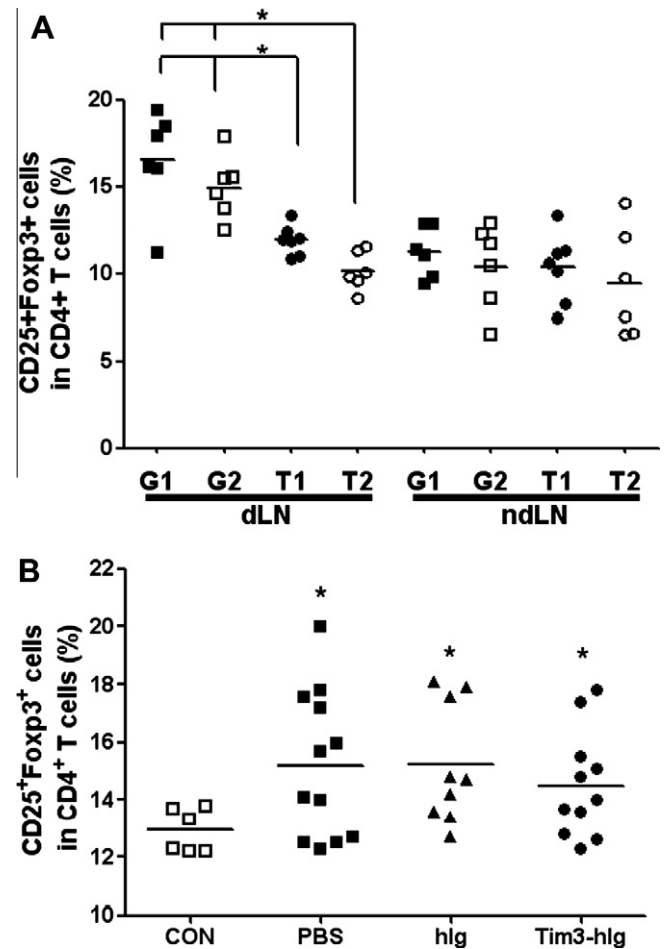 A
*
*
CD25+Foxp3+ cells
in CD4+ T cells (%)
20
15
10
5
0
G1 G2 T1 T2 G1 G2 T1 T2
dLN ndLN
B
CD25⁺Foxp3⁺ cells
in CD4⁺ T cells (%)
22
20
18
16
14
12
10
* * *
CON PBS hIg Tim3-hIg